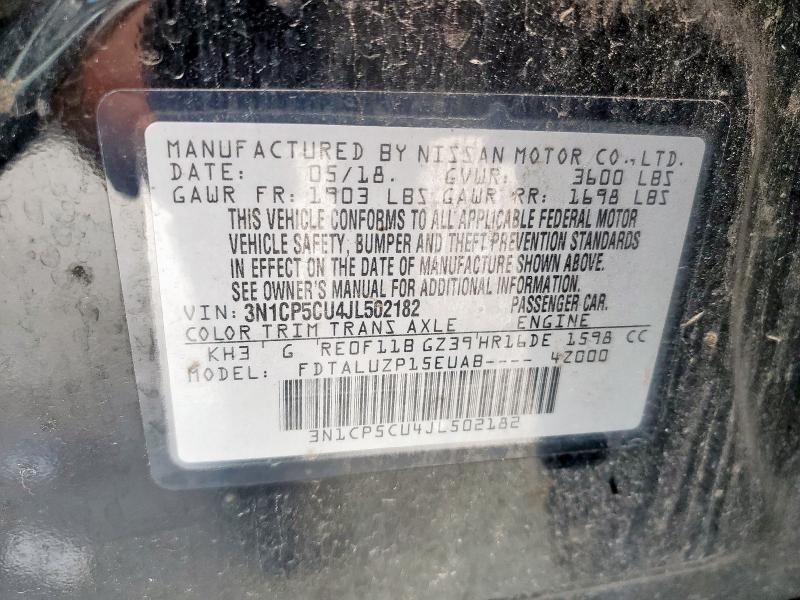 MANUFACTURED BY NISSAN MOTOR CO.,LTD.
DATE: 05/18. GVWR: 3600 LBS
GAWR FR: 1903 LBS GAWR RR: 1698 LBS
THIS VEHICLE CONFORMS TO ALL APPLICABLE FEDERAL MOTOR
VEHICLE SAFETY, BUMPER AND THEFT PREVENTION STANDARDS
IN EFFECT ON THE DATE OF MANUFACTURE SHOWN ABOVE.
SEE OWNER'S MANUAL FOR ADDITIONAL INFORMATION.
VIN: 3N1CP5CU4JL502182 PASSENGER CAR.
COLOR TRIM TRANS AXLE ENGINE
KH3 G RE0F11B GZ39 HR16DE 1598 CC
MODEL: FDTALUZP15EUAB---- 4Z000
3N1CP5CU4JL502182